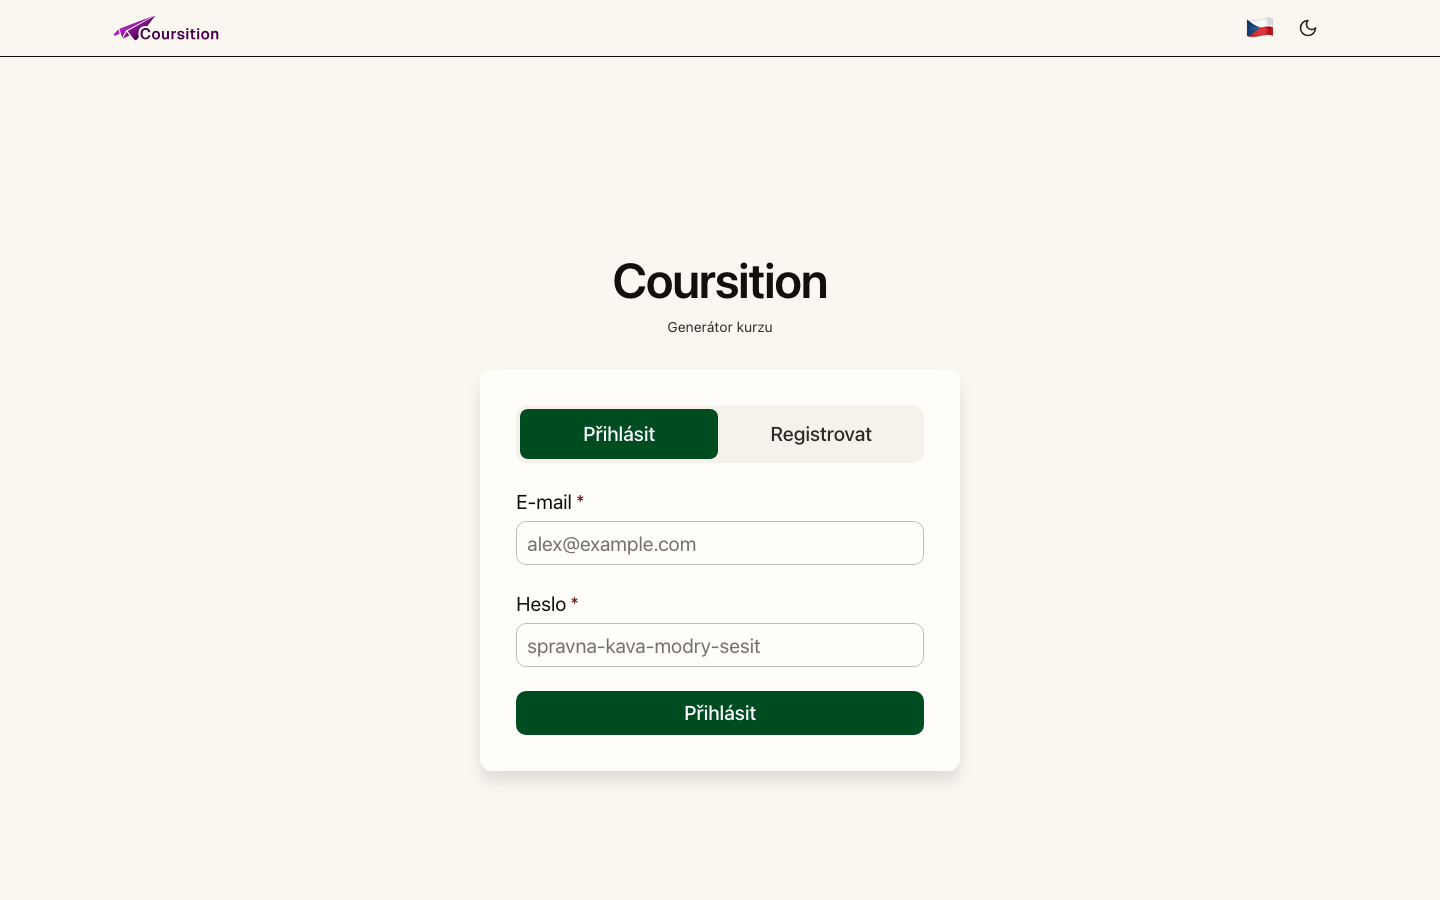 Coursition
Coursition
Generátor kurzu
Přihlásit
Registrovat
E-mail *
alex@example.com
Heslo *
spravna-kava-modry-sesit
Přihlásit